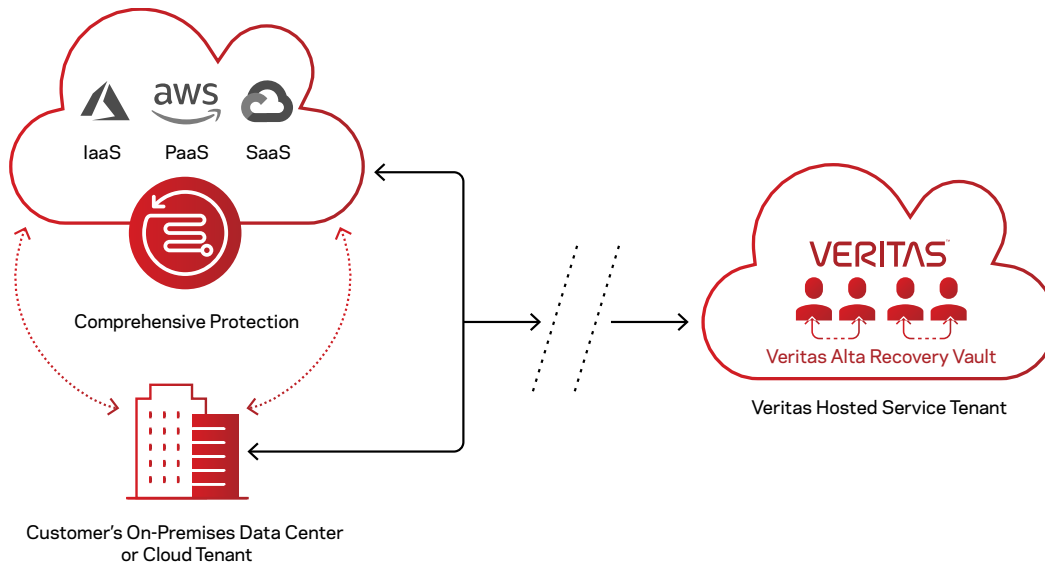 aws
IaaS
PaaS
SaaS
Comprehensive Protection
Customer's On-Premises Data Center
or Cloud Tenant
VERITAS™
Veritas Alta Recovery Vault
Veritas Hosted Service Tenant